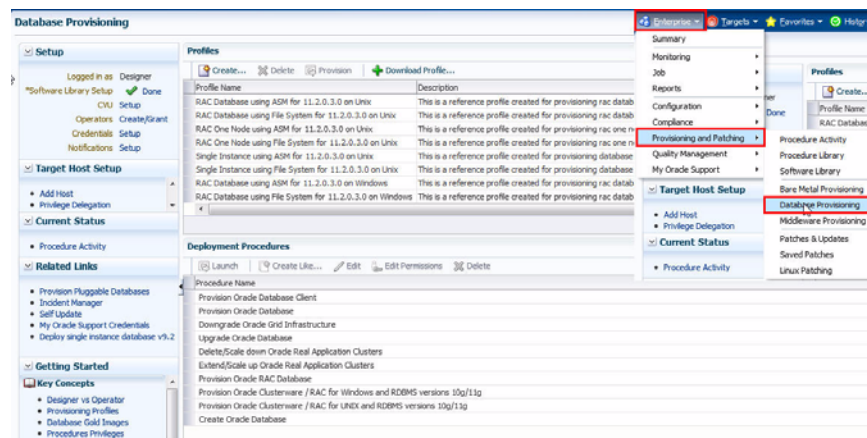 Database Provisioning
Enterprise
Targets
Favorites
Histor
Setup
Logged in as Designer
*Software Library Setup Done
CVU Setup
Operators Create/Grant
Credentials Setup
Notifications Setup
Target Host Setup
Add Host
Privilege Delegation
Current Status
Procedure Activity
Related Links
Provision Pluggable Databases
Incident Manager
Self Update
My Oracle Support Credentials
Deploy single instance database v9.2
Getting Started
Key Concepts
Designer vs Operator
Provisioning Profiles
Database Gold Images
Procedures Privileges
Profiles
Create... Delete Provision Download Profile...
Profile Name Description
RAC Database using ASM for 11.2.0.3.0 on Unix This is a reference profile created for provisioning rac datab
RAC Database using File System for 11.2.0.3.0 on Unix This is a reference profile created for provisioning rac datab
RAC One Node using ASM for 11.2.0.3.0 on Unix This is a reference profile created for provisioning rac one n
RAC One Node using File System for 11.2.0.3.0 on Unix This is a reference profile created for provisioning rac one n
Single Instance using ASM for 11.2.0.3.0 on Unix This is a reference profile created for provisioning database
Single Instance using File System for 11.2.0.3.0 on Unix This is a reference profile created for provisioning database
RAC Database using ASM for 11.2.0.3.0 on Windows This is a reference profile created for provisioning rac datab
RAC Database using File System for 11.2.0.3.0 on Windows This is a reference profile created for provisioning rac datab
Deployment Procedures
Launch Create Like... Edit Edit Permissions Delete
Procedure Name
Provision Oracle Database Client
Provision Oracle Database
Downgrade Oracle Grid Infrastructure
Upgrade Oracle Database
Delete/Scale down Oracle Real Application Clusters
Extend/Scale up Oracle Real Application Clusters
Provision Oracle RAC Database
Provision Oracle Clusterware / RAC for Windows and RDBMS versions 10g/11g
Provision Oracle Clusterware / RAC for UNIX and RDBMS versions 10g/11g
Create Oracle Database
Summary
Monitoring
Job
Reports
Configuration
Compliance
Provisioning and Patching
Quality Management
My Oracle Support
Target Host Setup
Add Host
Privilege Delegation
Current Status
Procedure Activity
ner
Done
Profiles
Create...
Profile Name
RAC Databas
Procedure Activity
Procedure Library
Software Library
Bare Metal Provisioning
Database Provisioning
Middleware Provisioning
Patches & Updates
Saved Patches
Linux Patching